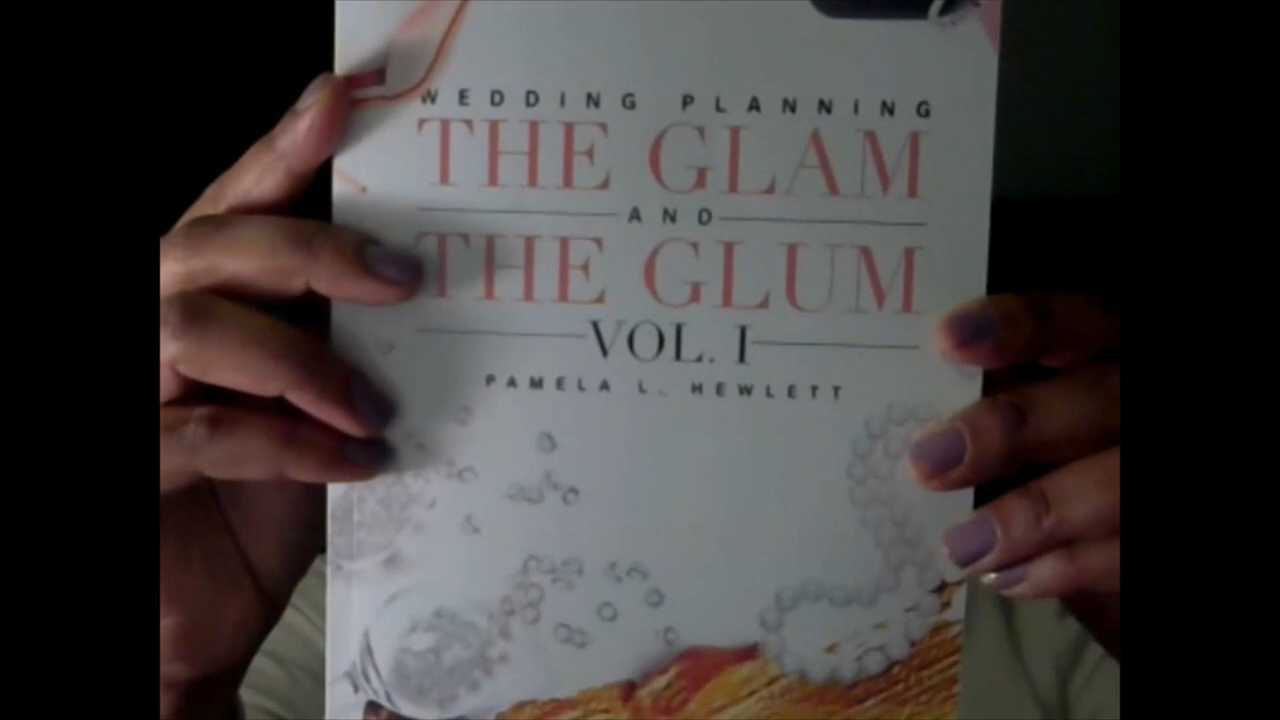 WEDDING PLANNING
THE GLAM
AND
THE GLUM
VOL. I
PAMELA L. HEWLETT